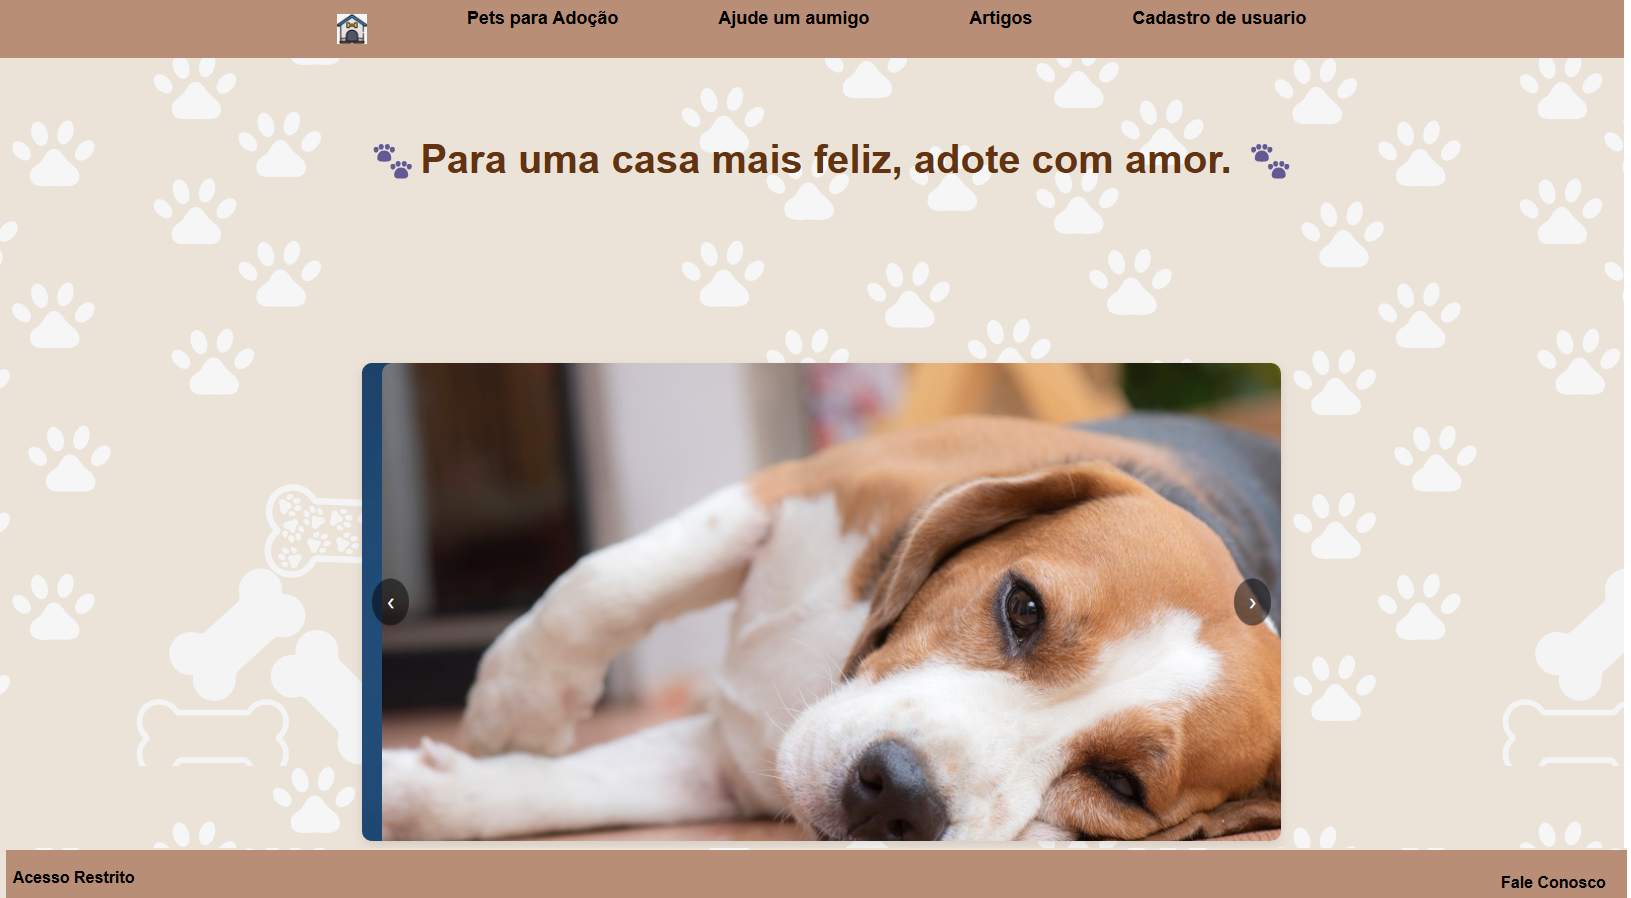 Pets para Adoção
Ajude um aumigo
Artigos
Cadastro de usuario
Para uma casa mais feliz, adote com amor.
‹
›
Acesso Restrito
Fale Conosco